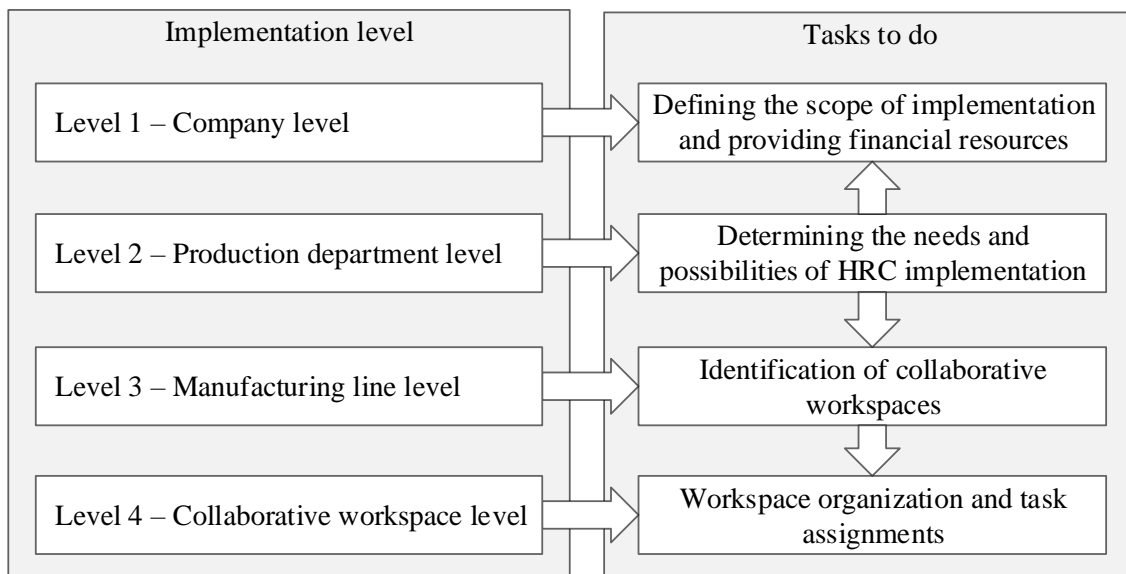 Implementation level
Tasks to do
Level 1 – Company level
Defining the scope of implementation
and providing financial resources
Level 2 – Production department level
Determining the needs and
possibilities of HRC implementation
Level 3 – Manufacturing line level
Identification of collaborative
workspaces
Level 4 – Collaborative workspace level
Workspace organization and task
assignments